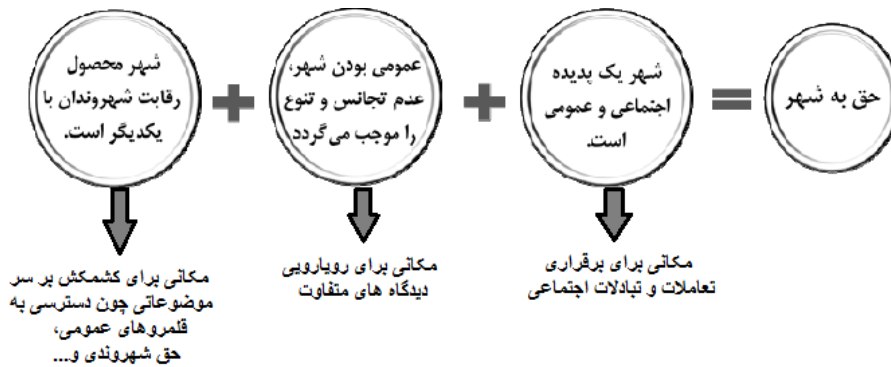 شهر محصول
رقابت شهروندان با
یکدیگر است.
+
عمومی بودن شهر،
عدم تجانس و تنوع
را موجب می‌گردد.
+
شهر یک پدیده
اجتماعی و عمومی
است.
=
حق به شهر
مکانی برای کشمکش بر سر
موضوعاتی چون دسترسی به
قلمروهای عمومی،
حق شهروندی و...
مکانی برای رویارویی
دیدگاه های متفاوت
مکانی برای برقراری
تعاملات و تبادلات اجتماعی